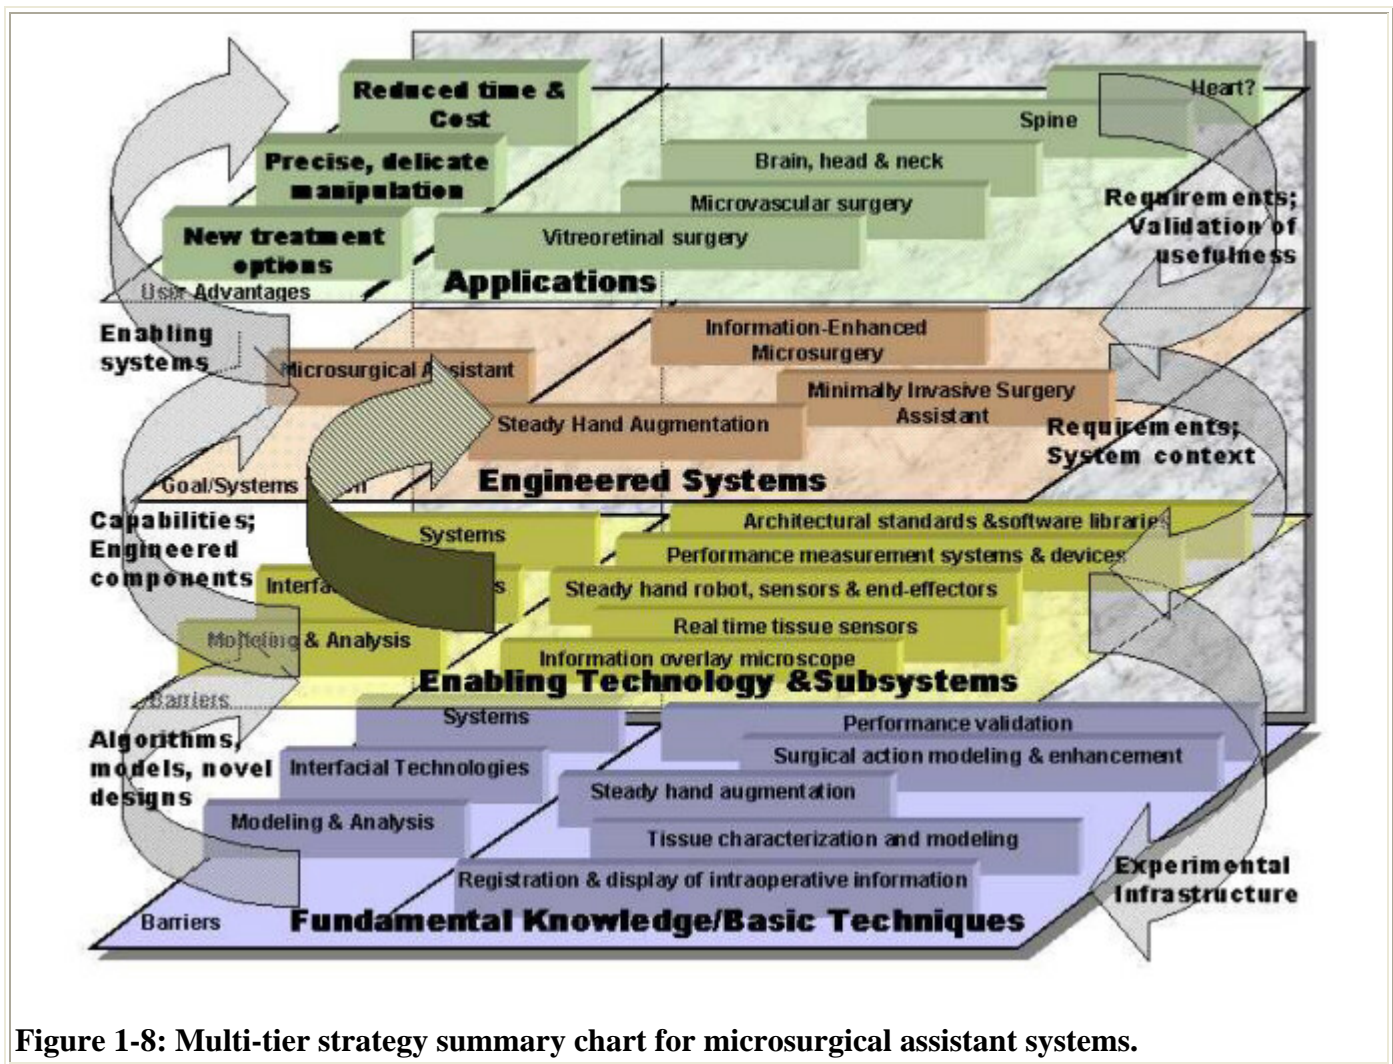 Reduced time &
Cost
Heart?
Spine
Precise, delicate
manipulation
Brain, head & neck
Microvascular surgery
Requirements;
Validation of
usefulness
New treatment
options
Vitreoretinal surgery
Applications
User Advantages
Enabling
systems
Information-Enhanced
Microsurgery
Microsurgical Assistant
Minimally Invasive Surgery
Assistant
Steady Hand Augmentation
Requirements;
System context
Engineered Systems
Goal/Systems
Capabilities;
Engineered
components
Systems
Architectural standards &software libraries
Performance measurement systems & devices
Steady hand robot, sensors & end-effectors
Real time tissue sensors
Modeling & Analysis
Information overlay microscope
Enabling Technology &Subsystems
Barriers
Systems
Performance validation
Algorithms,
models, novel
designs
Interfacial Technologies
Surgical action modeling & enhancement
Steady hand augmentation
Modeling & Analysis
Tissue characterization and modeling
Registration & display of intraoperative information
Experimental
Infrastructure
Barriers
Fundamental Knowledge/Basic Techniques
Figure 1-8: Multi-tier strategy summary chart for microsurgical assistant systems.